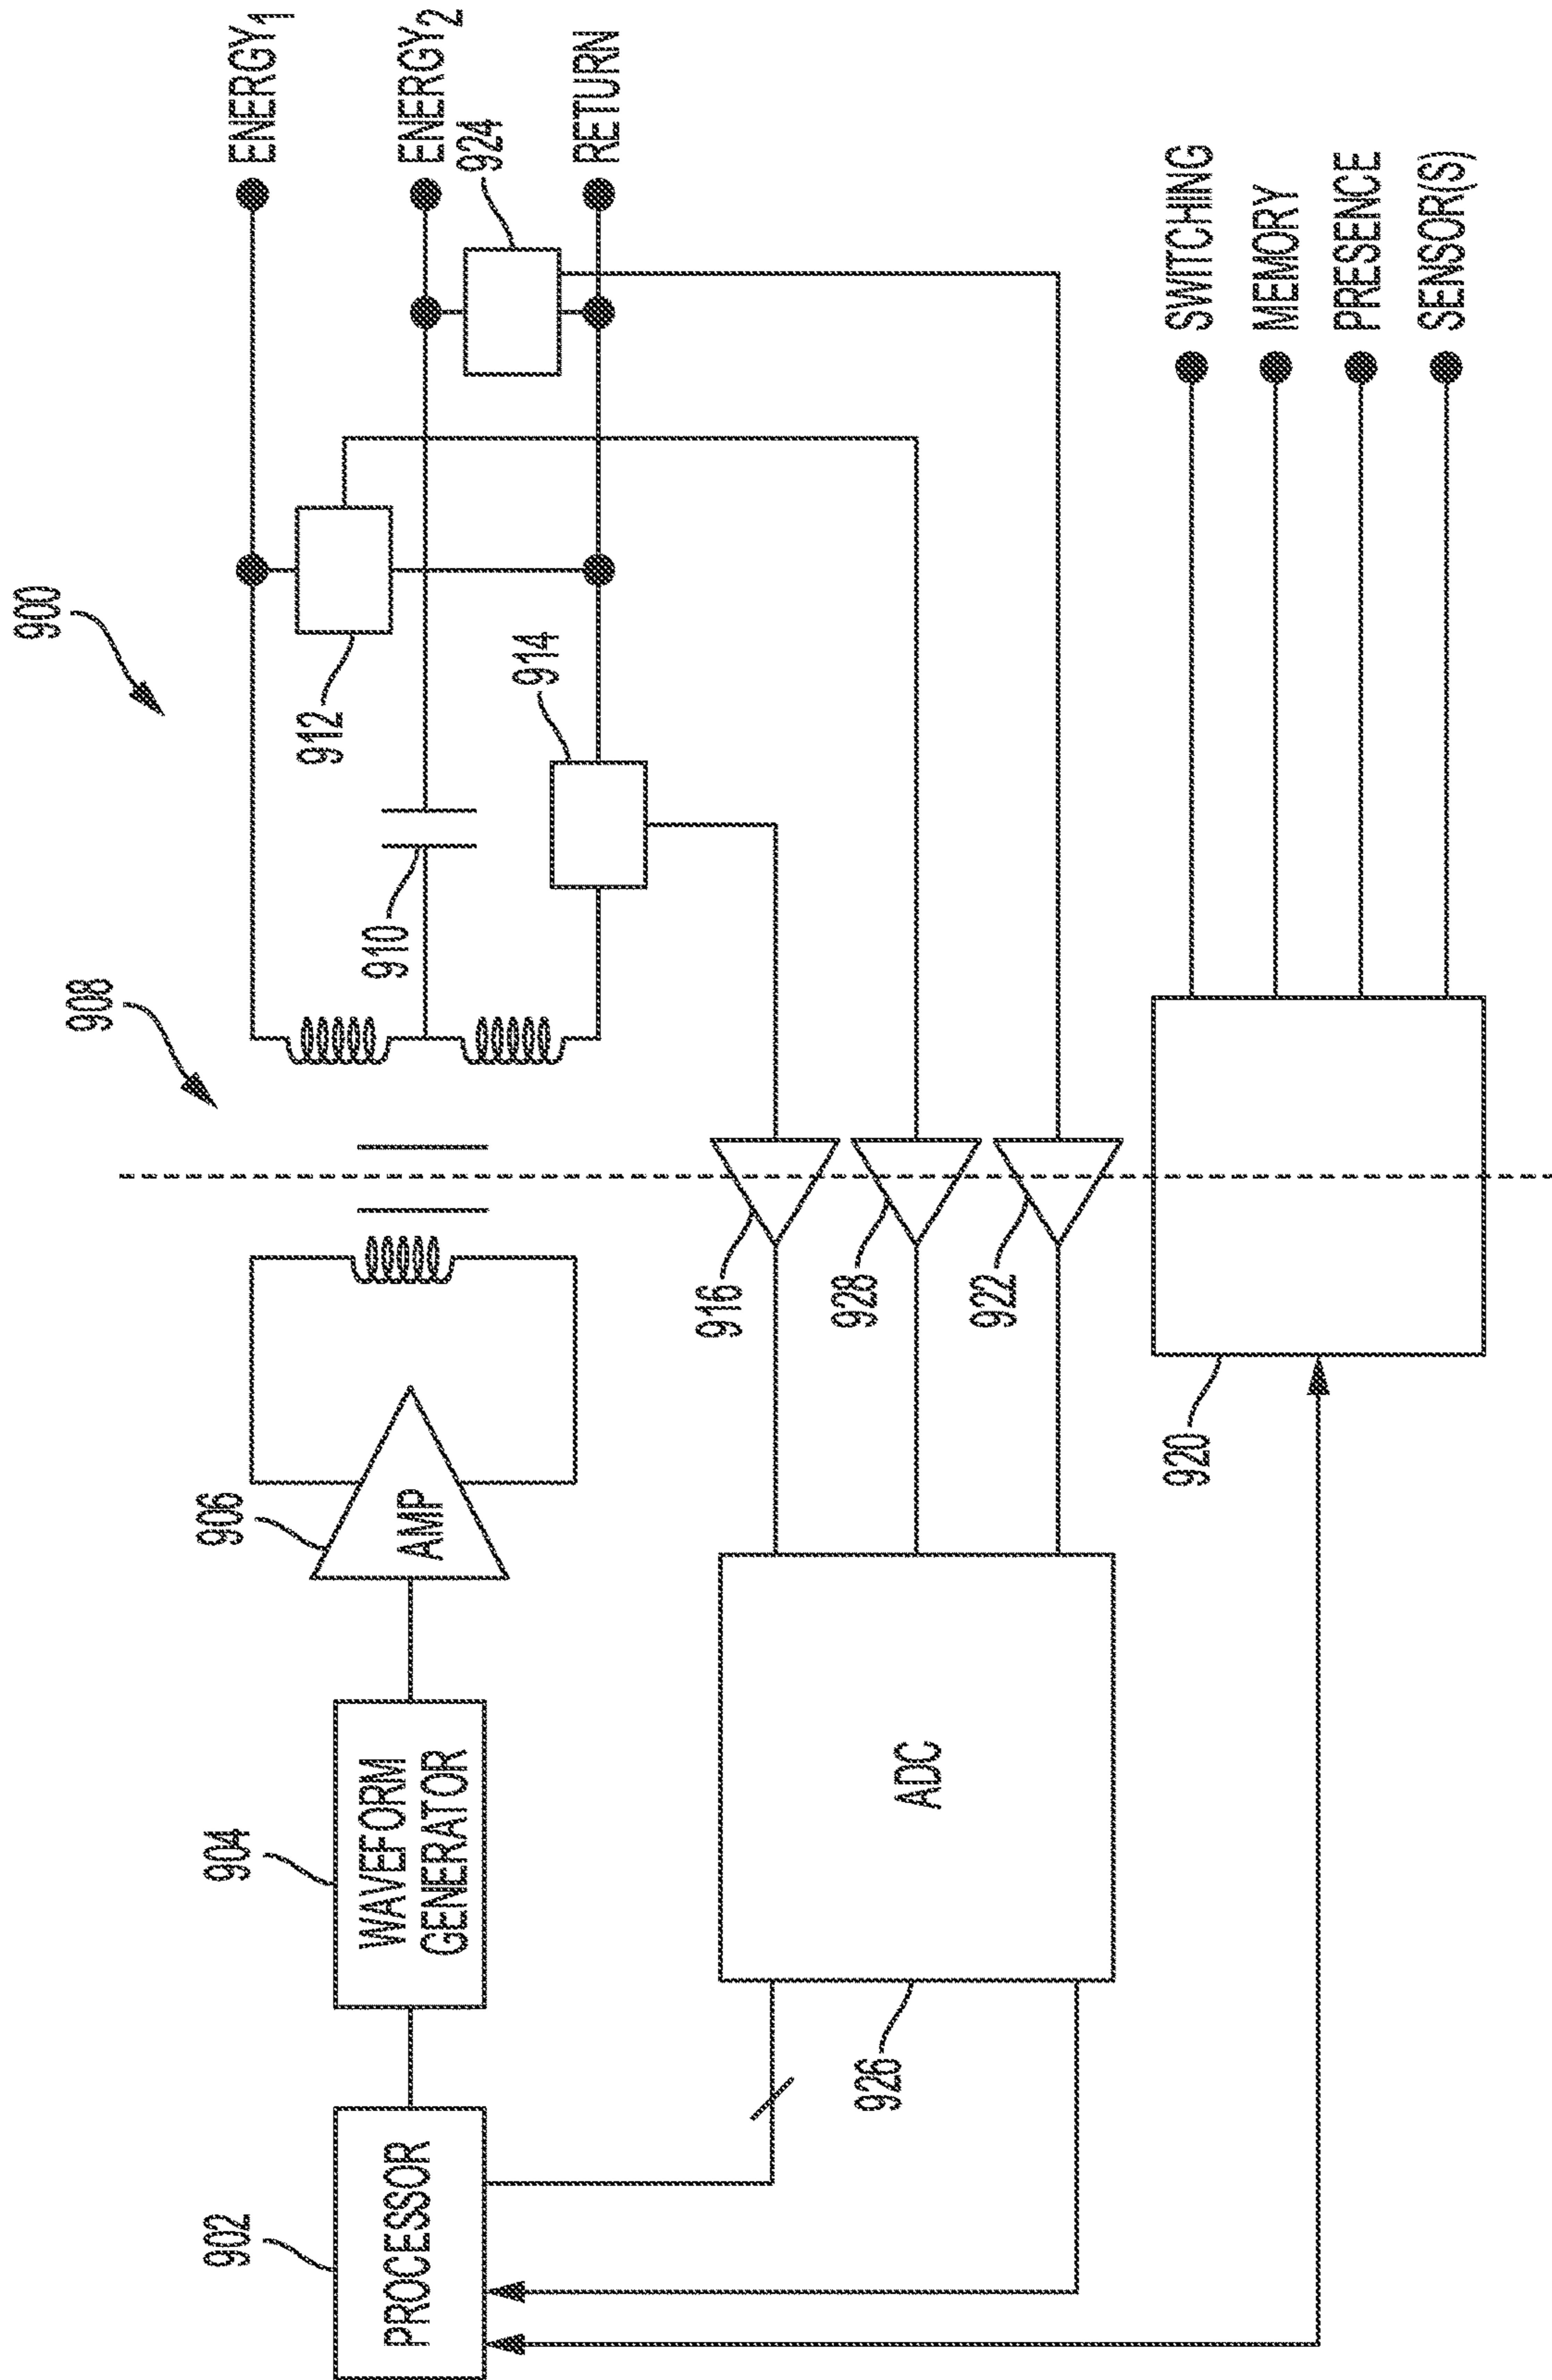 900
908
ENERGY1
ENERGY2
924
RETURN
912
914
910
906
AMP
904
WAVEFORM
GENERATOR
902
PROCESSOR
916
928
922
ADC
926
920
SWITCHING
MEMORY
PRESENCE
SENSOR(S)